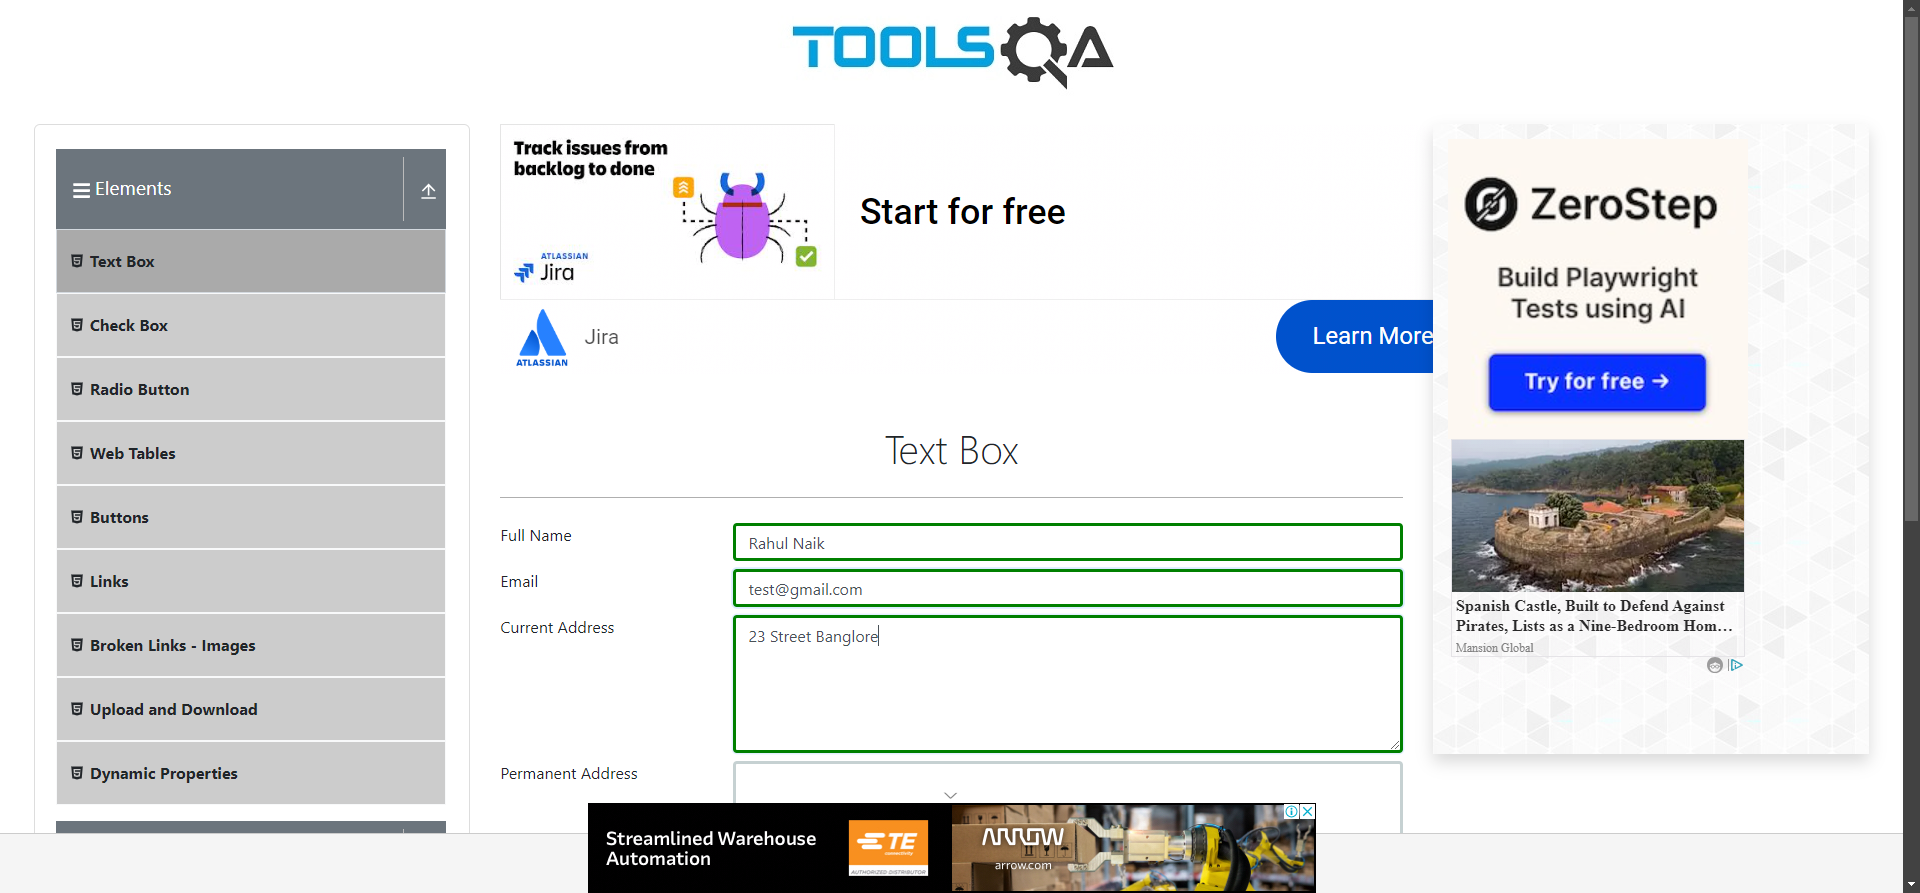 TOOLSQA
Elements
Text Box
Check Box
Radio Button
Web Tables
Buttons
Links
Broken Links - Images
Upload and Download
Dynamic Properties
Track issues from
backlog to done
ATLASSIAN
Jira
Start for free
ATLASSIAN
Jira
Learn More
Text Box
Full Name
Rahul Naik
Email
test@gmail.com
Current Address
23 Street Banglore
Permanent Address
ZeroStep
Build Playwright
Tests using AI
Try for free →
Spanish Castle, Built to Defend Against
Pirates, Lists as a Nine-Bedroom Hom...
Mansion Global
Streamlined Warehouse
Automation
TE
connectivity
AUTHORIZED DISTRIBUTOR
ARROW
arrow.com